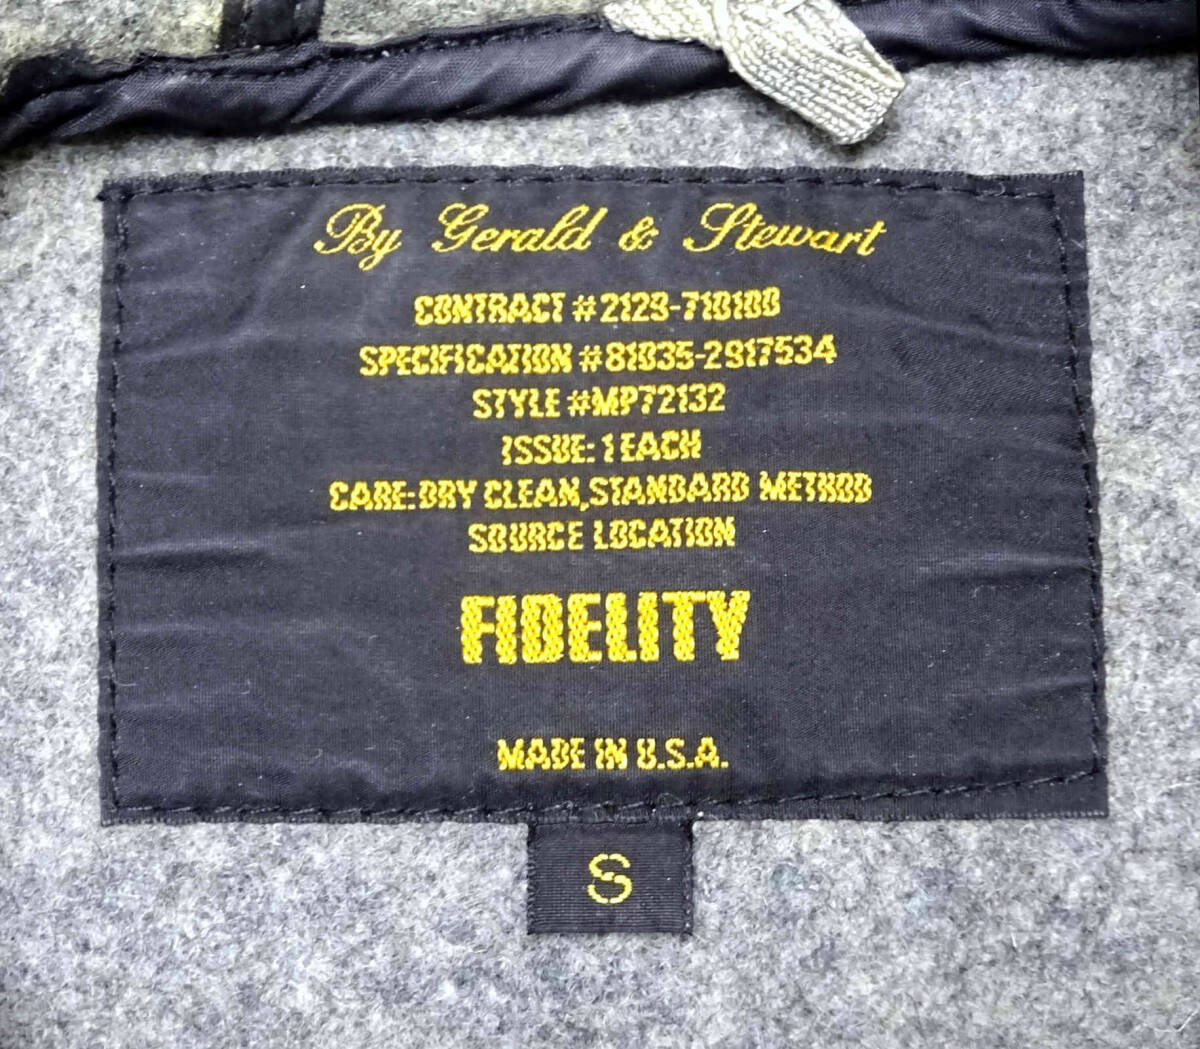 By Gerald & Stewart
CONTRACT #2129-710100
SPECIFICATION #81035-2917534
STYLE #MP72132
ISSUE: 1 EACH
CARE: DRY CLEAN, STANDARD METHOD
SOURCE LOCATION
FIDELITY
MADE IN U.S.A.
S